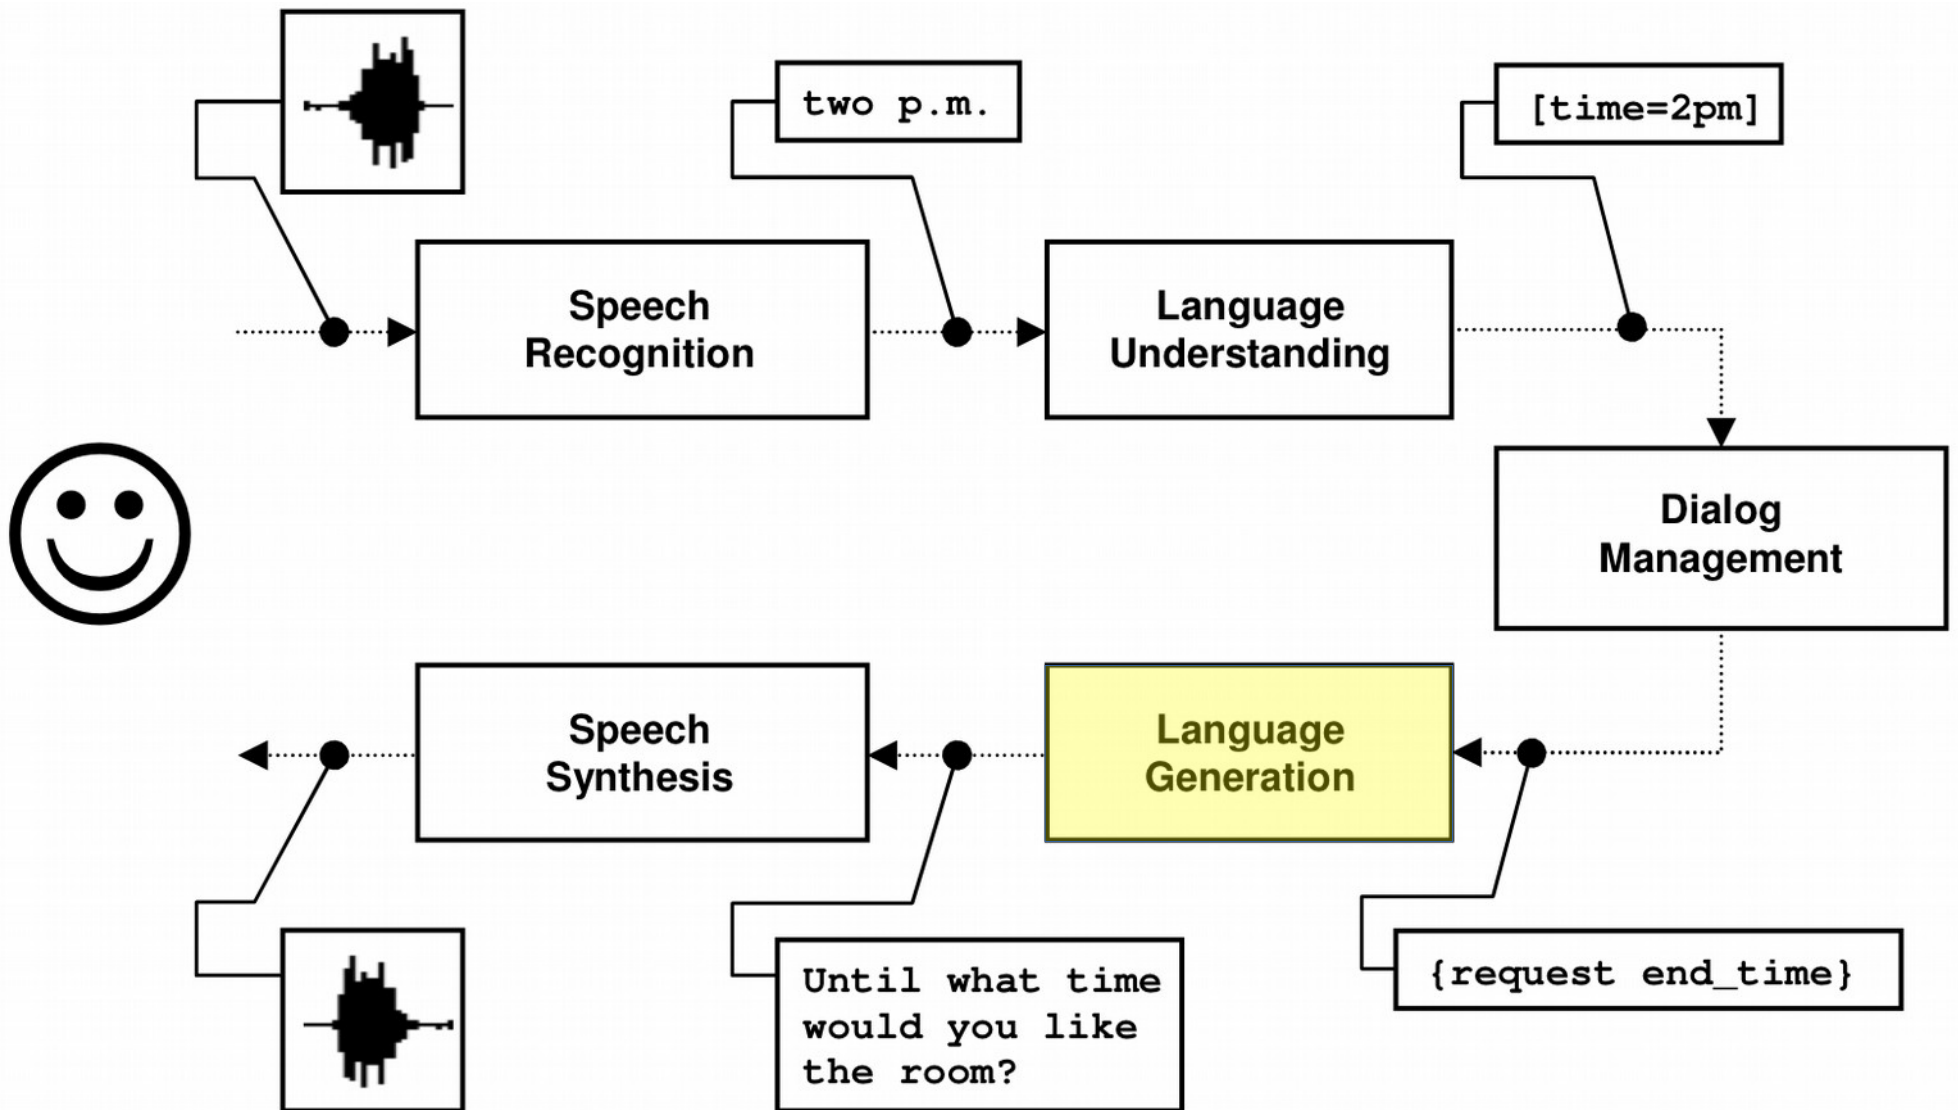 two p.m.
[time=2pm]
Speech
Recognition
Language
Understanding
Dialog
Management
Speech
Synthesis
Language
Generation
Until what time
would you like
the room?
{request end_time}